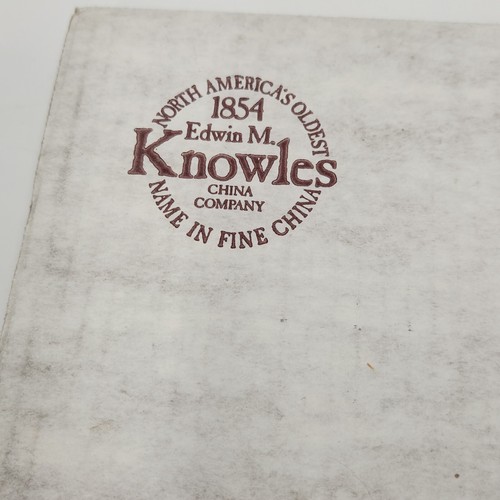 NORTH AMERICA'S OLDEST
1854
Edwin M.
Knowles
CHINA
COMPANY
NAME IN FINE CHINA